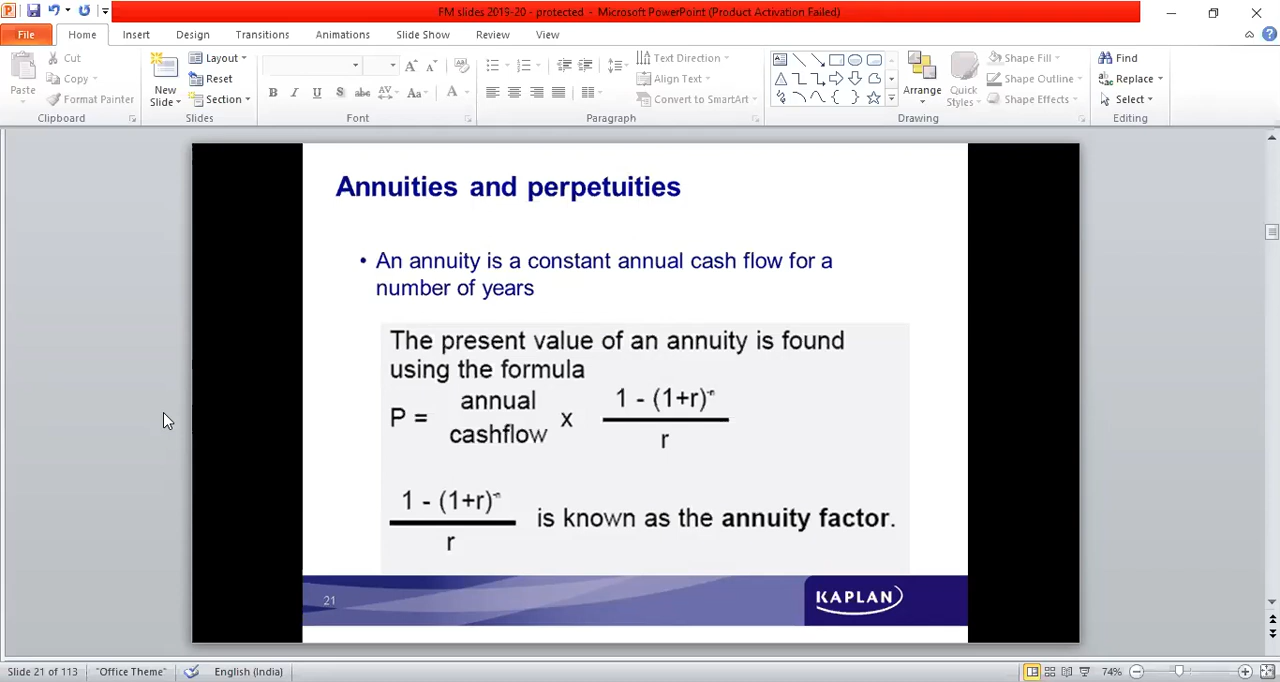 FM slides 2019-20 - protected - Microsoft PowerPoint (Product Activation Failed)
File Home Insert Design Transitions Animations Slide Show Review View
Paste
Cut
Copy
Format Painter
Clipboard
New
Slide
Layout
Reset
Section
Slides
B I U S abc AV Aa A
Font
Text Direction
Align Text
Convert to SmartArt
Paragraph
Arrange
Quick
Styles
Shape Fill
Shape Outline
Shape Effects
Drawing
Find
Replace
Select
Editing
Annuities and perpetuities
• An annuity is a constant annual cash flow for a
number of years
The present value of an annuity is found
using the formula
P = annual cashflow x 1 - (1+r)⁻ⁿ
r
1 - (1+r)⁻ⁿ
r
is known as the annuity factor.
21
KAPLAN
Slide 21 of 113 "Office Theme" English (India) 74%